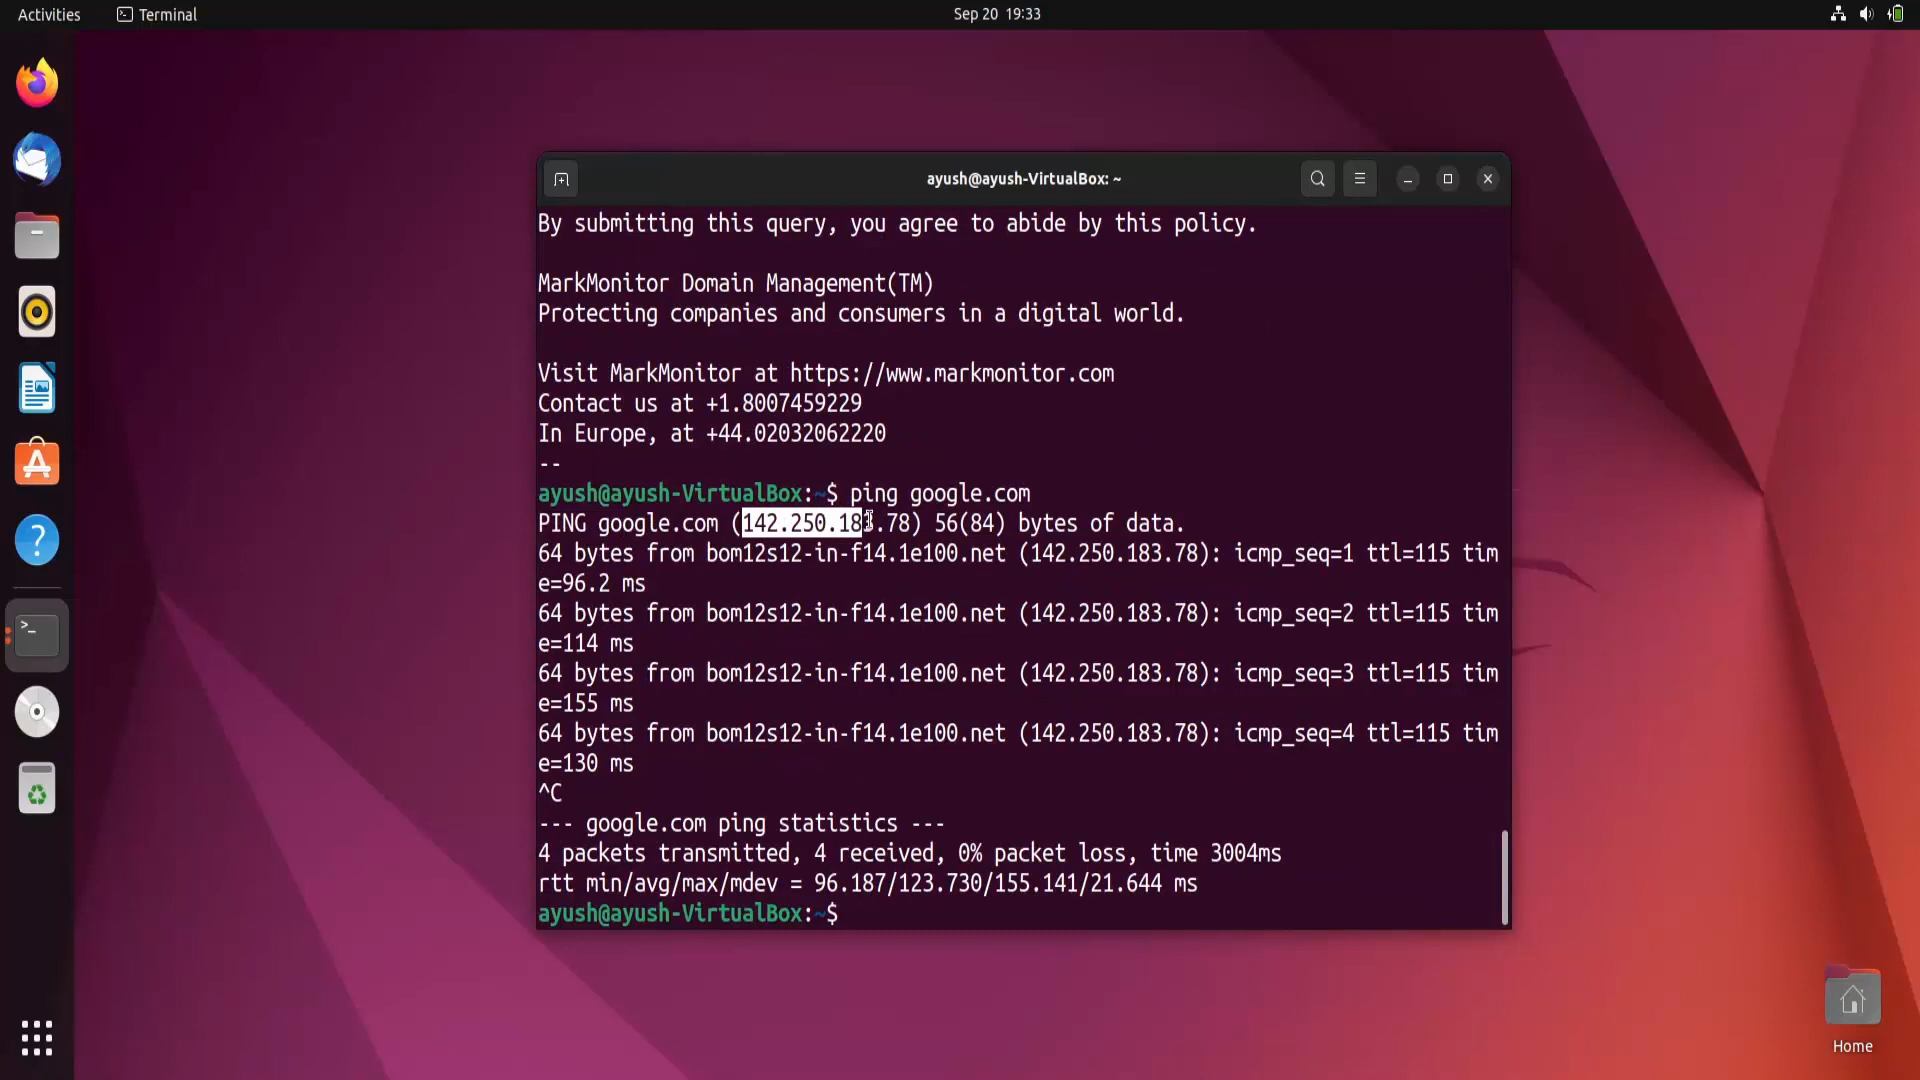 Activities
Terminal
Sep 20 19:33
ayush@ayush-VirtualBox: ~
By submitting this query, you agree to abide by this policy.
MarkMonitor Domain Management(TM)
Protecting companies and consumers in a digital world.
Visit MarkMonitor at https://www.markmonitor.com
Contact us at +1.8007459229
In Europe, at +44.02032062220
--
ayush@ayush-VirtualBox:~$ ping google.com
PING google.com (142.250.183.78) 56(84) bytes of data.
64 bytes from bom12s12-in-f14.1e100.net (142.250.183.78): icmp_seq=1 ttl=115 tim
e=96.2 ms
64 bytes from bom12s12-in-f14.1e100.net (142.250.183.78): icmp_seq=2 ttl=115 tim
e=114 ms
64 bytes from bom12s12-in-f14.1e100.net (142.250.183.78): icmp_seq=3 ttl=115 tim
e=155 ms
64 bytes from bom12s12-in-f14.1e100.net (142.250.183.78): icmp_seq=4 ttl=115 tim
e=130 ms
^C
--- google.com ping statistics ---
4 packets transmitted, 4 received, 0% packet loss, time 3004ms
rtt min/avg/max/mdev = 96.187/123.730/155.141/21.644 ms
ayush@ayush-VirtualBox:~$
Home